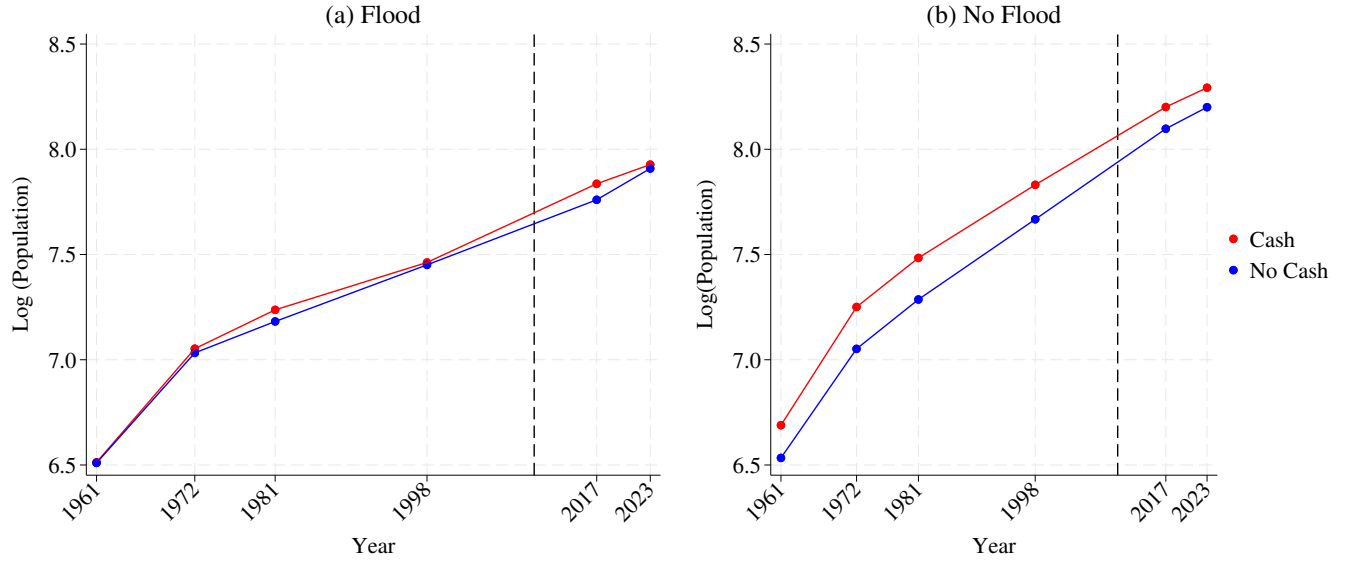 (a) Flood
8.5
8.0
7.5
7.0
6.5
Log (Population)
1961
1972
1981
1998
2017
2023
Year
(b) No Flood
8.5
8.0
7.5
7.0
6.5
Log(Population)
1961
1972
1981
1998
2017
2023
Year
Cash
No Cash